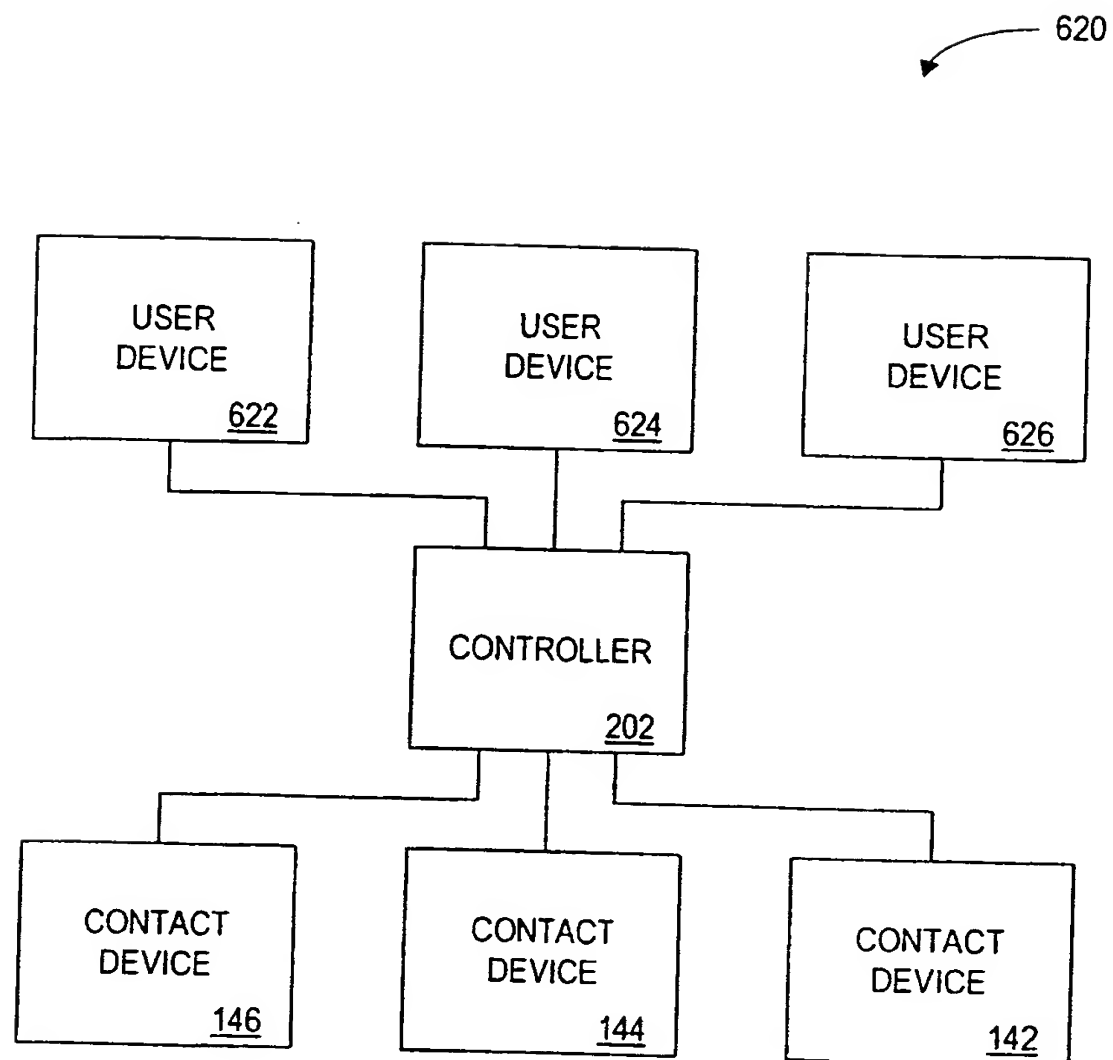 620
USER
DEVICE
622
USER
DEVICE
624
USER
DEVICE
626
CONTROLLER
202
CONTACT
DEVICE
146
CONTACT
DEVICE
144
CONTACT
DEVICE
142